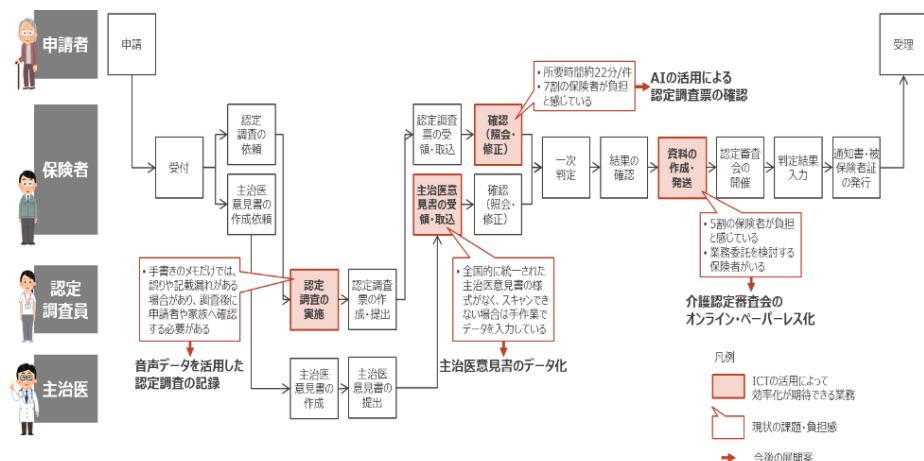 申請者
申請
受理
保険者
受付
認定
調査の
依頼
主治医
意見書の
作成依頼
認定調査
票の受
領・取込
確認
（照会・
修正）
主治医意
見書の受
領・取込
確認
（照会・
修正）
一次
判定
結果の
確認
資料の
作成・
発送
認定審査
会の
開催
判定結果
入力
通知書・被
保険者証
の発行
• 所要時間約22分/件
• 7割の保険者が負担
と感じている
AIの活用による
認定調査票の確認
• 5割の保険者が負担
と感じている
• 業務委託を検討する
保険者がいる
介護認定審査会の
オンライン・ペーパーレス化
認定
調査員
• 手書きのメモだけでは、
誤りや記載漏れがある
場合があり、調査後に
申請者や家族へ確認
する必要がある
音声データを活用した
認定調査の記録
認定
調査の
実施
認定調査
票の作
成・提出
• 全国的に統一された
主治医意見書の様
式がなく、スキャンでき
ない場合は手作業で
データを入力している
主治医意見書のデータ化
主治医
主治医
意見書の
作成
主治医
意見書の
提出
凡例
ICTの活用によって
効率化が期待できる業務
現状の課題・負担感
今後の展開案